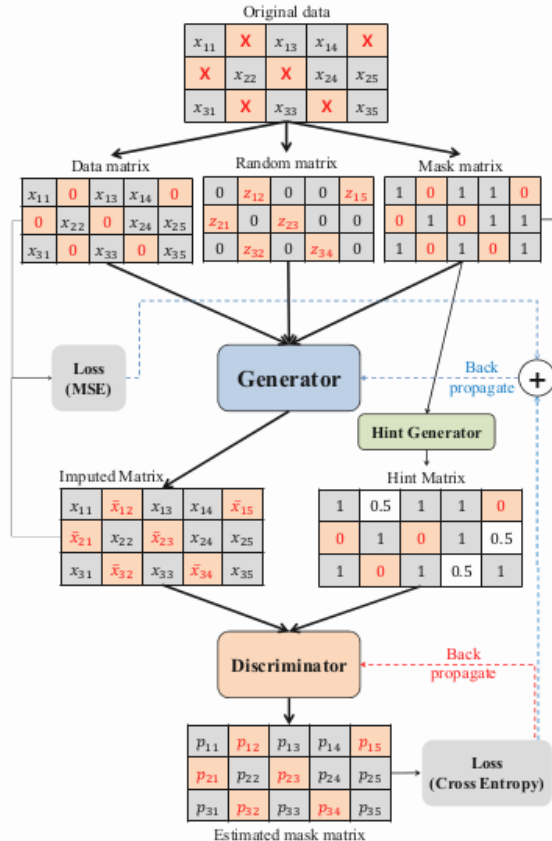 Original data
x₁₁ X x₁₃ x₁₄ X
X x₂₂ X x₂₄ x₂₅
x₃₁ X x₃₃ X x₃₅
Data matrix
x₁₁ 0 x₁₃ x₁₄ 0
0 x₂₂ 0 x₂₄ x₂₅
x₃₁ 0 x₃₃ 0 x₃₅
Random matrix
0 z₁₂ 0 0 z₁₅
z₂₁ 0 z₂₃ 0 0
0 z₃₂ 0 z₃₄ 0
Mask matrix
1 0 1 1 0
0 1 0 1 1
1 0 1 0 1
Loss
(MSE)
Generator
Back
propagate
+
Hint Generator
Imputed Matrix
x₁₁ x̄₁₂ x₁₃ x₁₄ x̄₁₅
x̄₂₁ x₂₂ x̄₂₃ x₂₄ x₂₅
x₃₁ x̄₃₂ x₃₃ x̄₃₄ x₃₅
Hint Matrix
1 0.5 1 1 0
0 1 0 1 0.5
1 0 1 0.5 1
Discriminator
Back
propagate
p₁₁ p₁₂ p₁₃ p₁₄ p₁₅
p₂₁ p₂₂ p₂₃ p₂₄ p₂₅
p₃₁ p₃₂ p₃₃ p₃₄ p₃₅
Estimated mask matrix
Loss
(Cross Entropy)